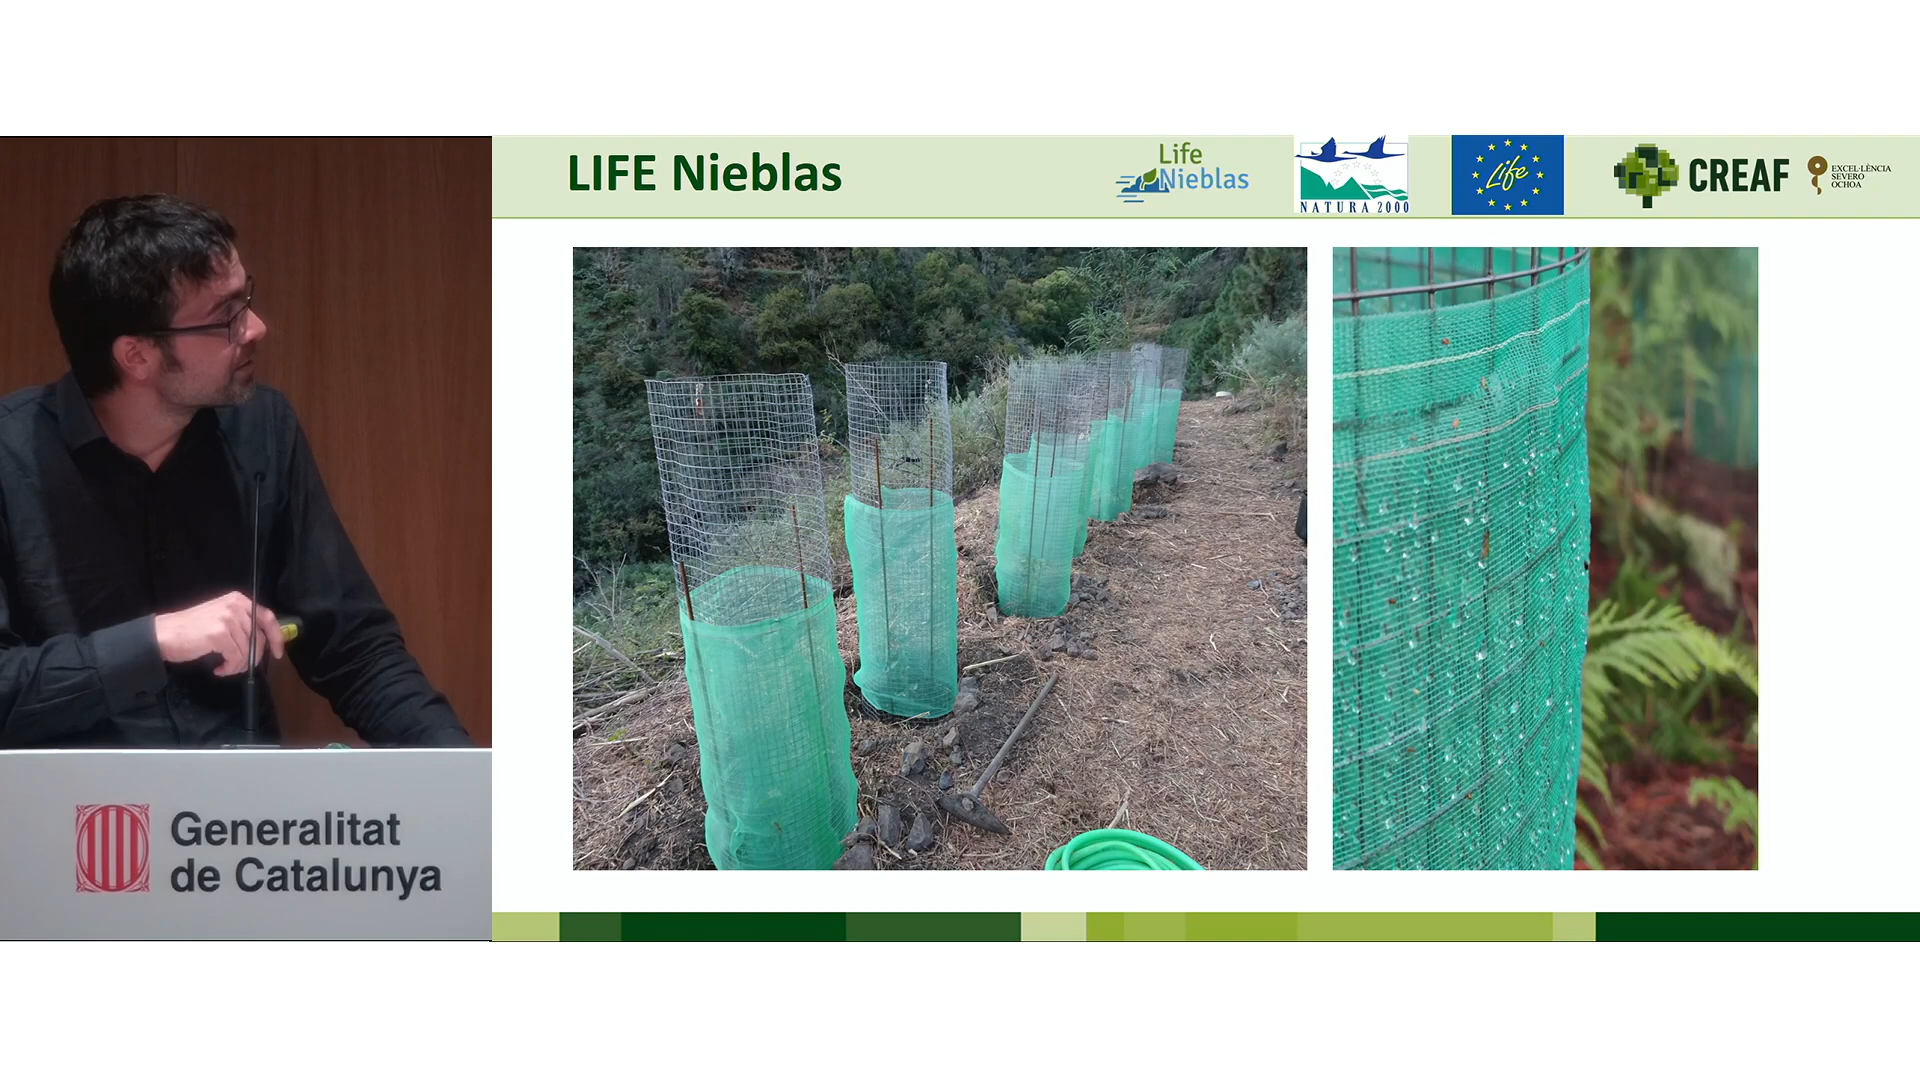 LIFE Nieblas
Life
Nieblas
NATURA 2000
Life
CREAF
EXCEL·LÈNCIA
SEVERO
OCHOA
Generalitat
de Catalunya